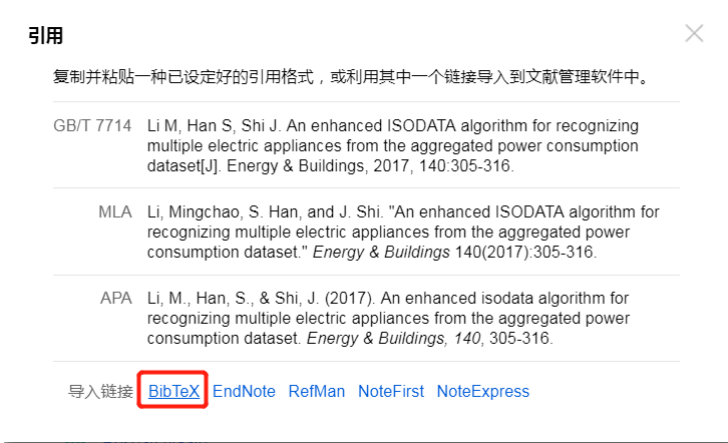 引用
复制并粘贴一种已设定好的引用格式，或利用其中一个链接导入到文献管理软件中。
GB/T 7714 Li M, Han S, Shi J. An enhanced ISODATA algorithm for recognizing
multiple electric appliances from the aggregated power consumption
dataset[J]. Energy & Buildings, 2017, 140:305-316.
MLA Li, Mingchao, S. Han, and J. Shi. "An enhanced ISODATA algorithm for
recognizing multiple electric appliances from the aggregated power
consumption dataset." Energy & Buildings 140(2017):305-316.
APA Li, M., Han, S., & Shi, J. (2017). An enhanced isodata algorithm for
recognizing multiple electric appliances from the aggregated power
consumption dataset. Energy & Buildings, 140, 305-316.
导入链接 BibTeX EndNote RefMan NoteFirst NoteExpress